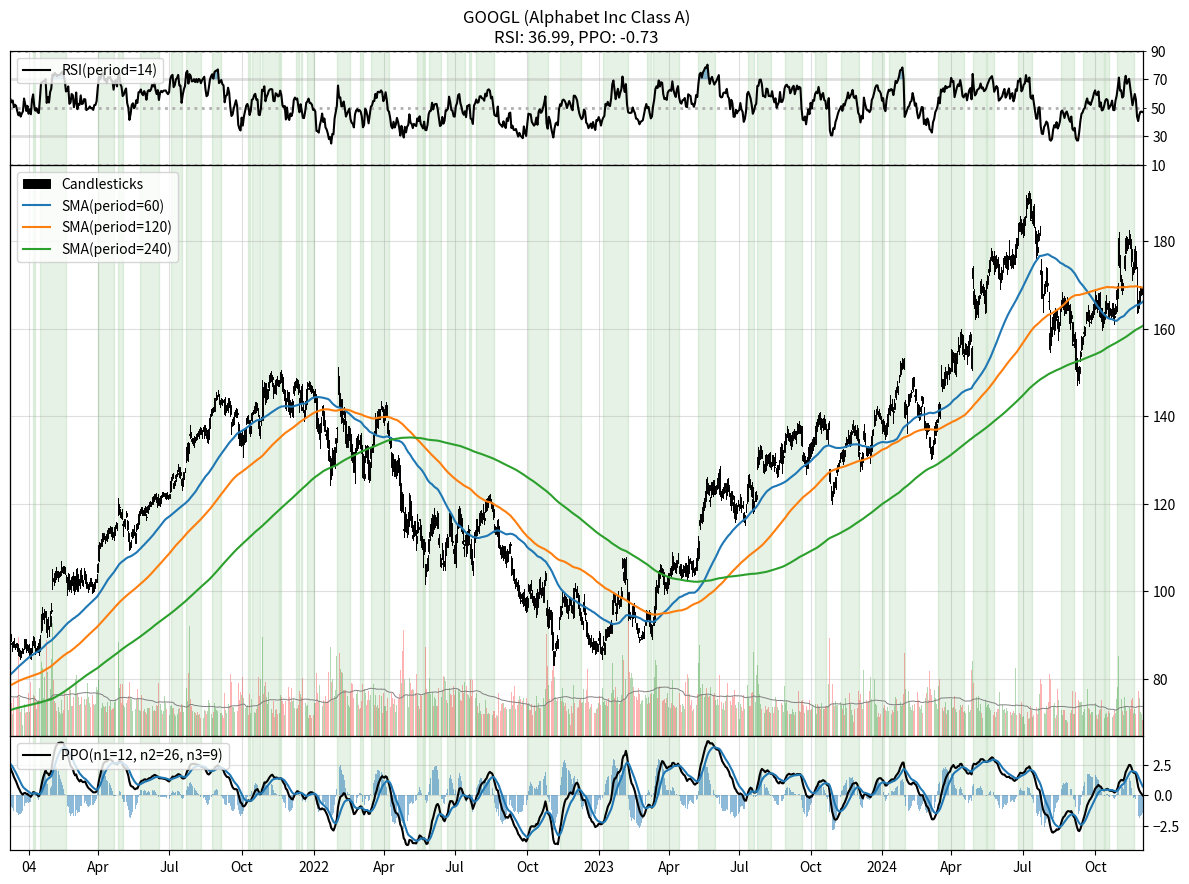 GOOGL (Alphabet Inc Class A)
RSI: 36.99, PPO: -0.73
RSI(period=14)
90
70
50
30
10
Candlesticks
SMA(period=60)
SMA(period=120)
SMA(period=240)
180
160
140
120
100
80
PPO(n1=12, n2=26, n3=9)
2.5
0.0
−2.5
04 Apr Jul Oct 2022 Apr Jul Oct 2023 Apr Jul Oct 2024 Apr Jul Oct